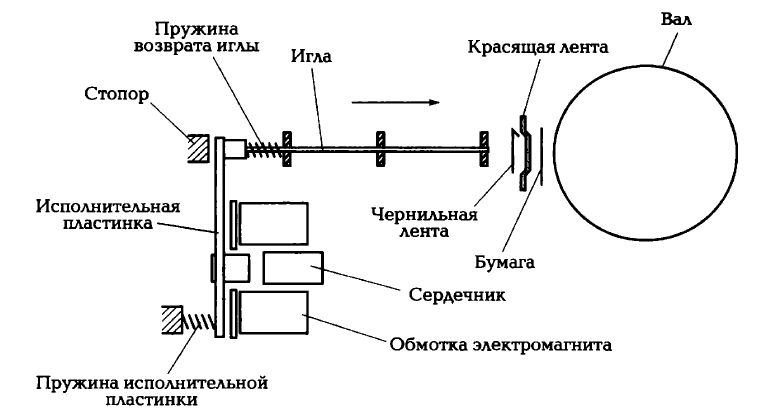 Пружина
возврата иглы
Игла
Красящая лента
Вал
Стопор
Исполнительная
пластинка
Чернильная
лента
Бумага
Сердечник
Обмотка электромагнита
Пружина исполнительной
пластинки